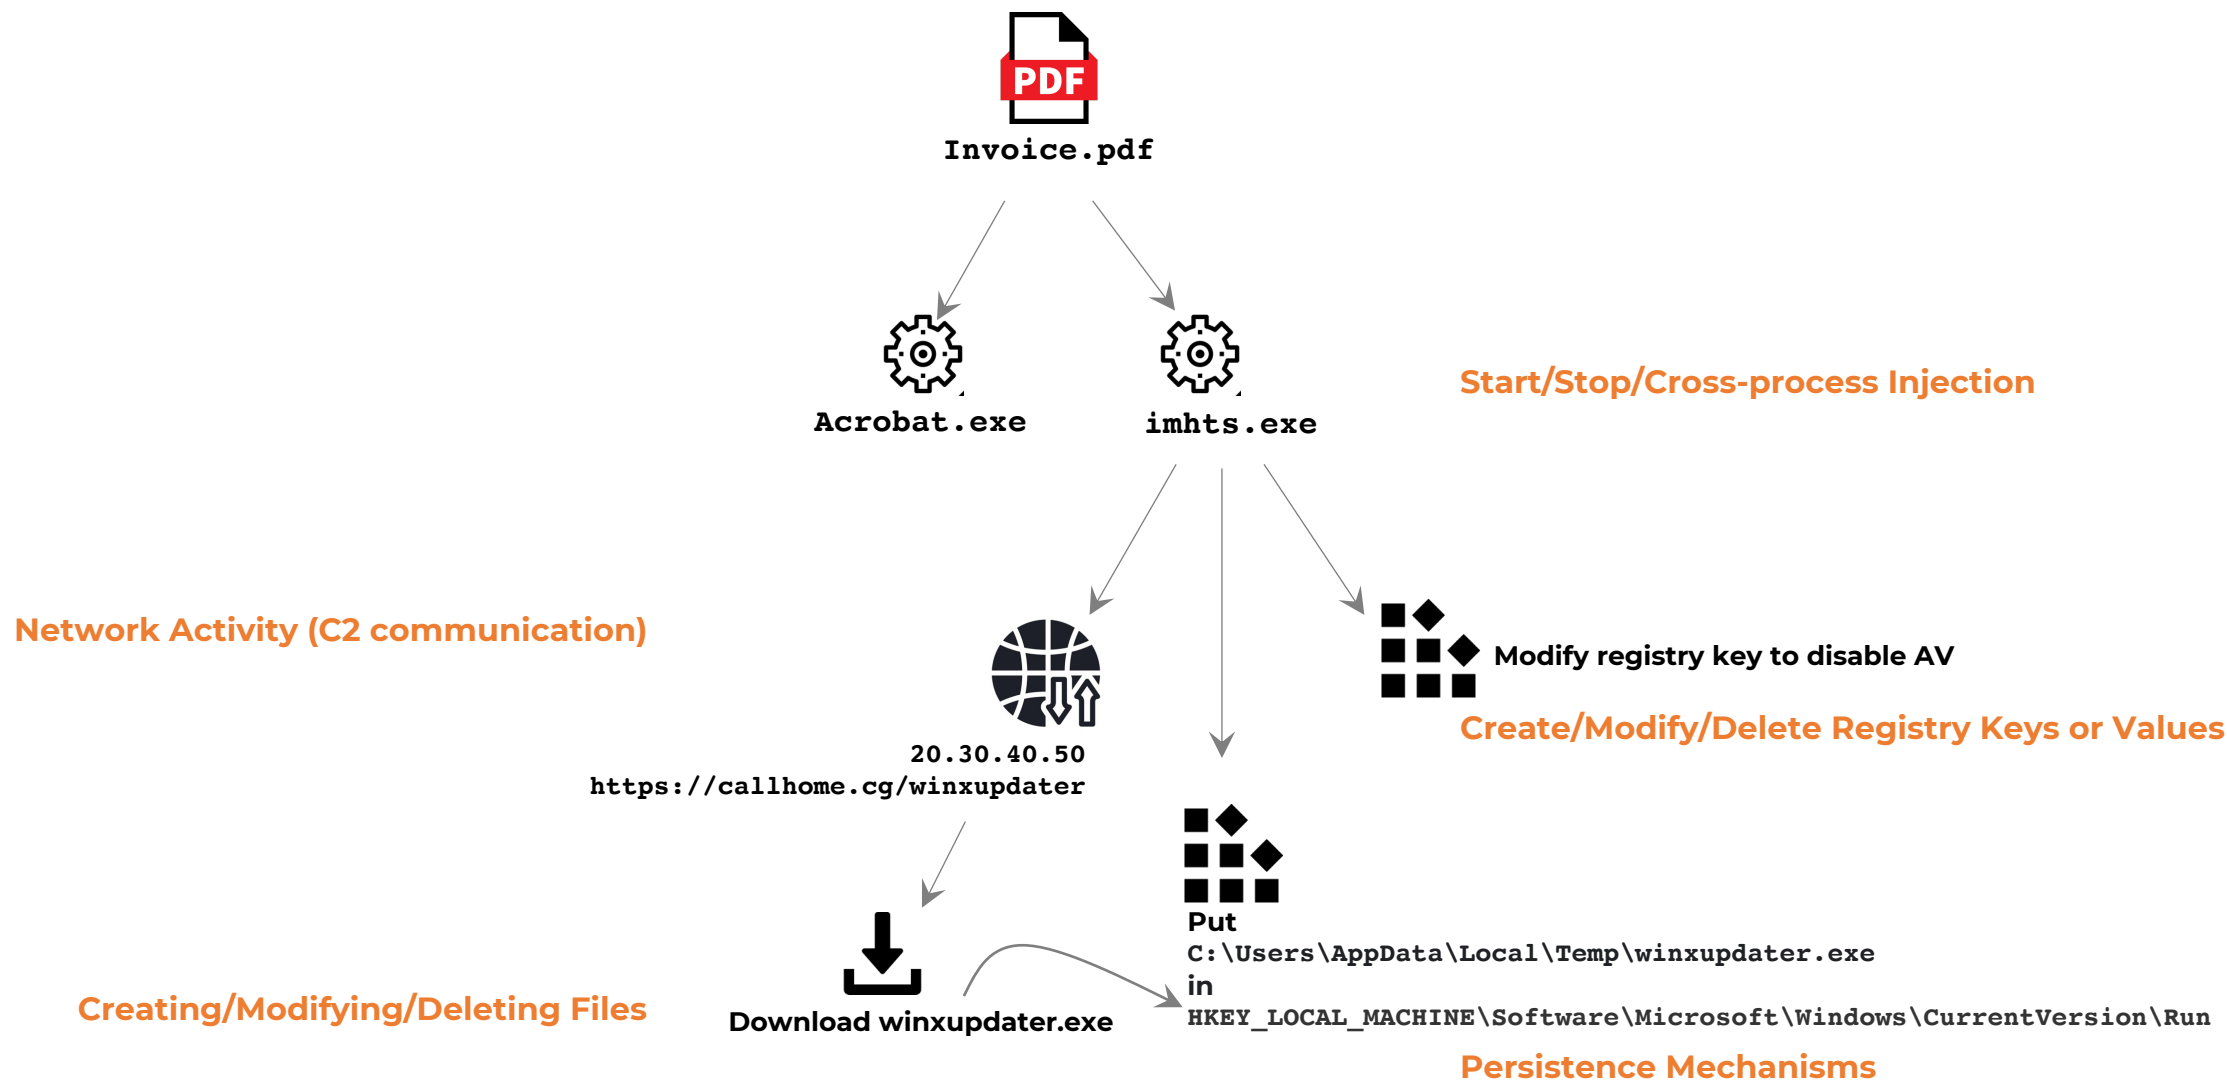 PDF
Invoice.pdf
Acrobat.exe
imhts.exe
Start/Stop/Cross-process Injection
Network Activity (C2 communication)
20.30.40.50
https://callhome.cg/winxupdater
Modify registry key to disable AV
Create/Modify/Delete Registry Keys or Values
Creating/Modifying/Deleting Files
Download winxupdater.exe
Put
C:\Users\AppData\Local\Temp\winxupdater.exe
in
HKEY_LOCAL_MACHINE\Software\Microsoft\Windows\CurrentVersion\Run
Persistence Mechanisms